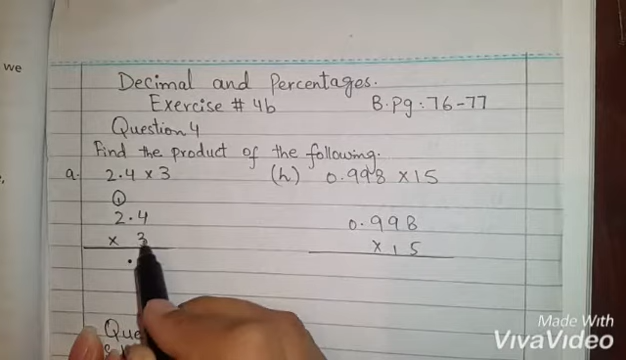 we
Decimal and Percentages.
Exercise # 4b B.Pg: 76-77
Question 4
Find the product of the following.
a. 2.4 x 3 (h) 0.998 x 15
1
2.4 0.998
x 3 x 15
.
Que
Made With
VivaVideo